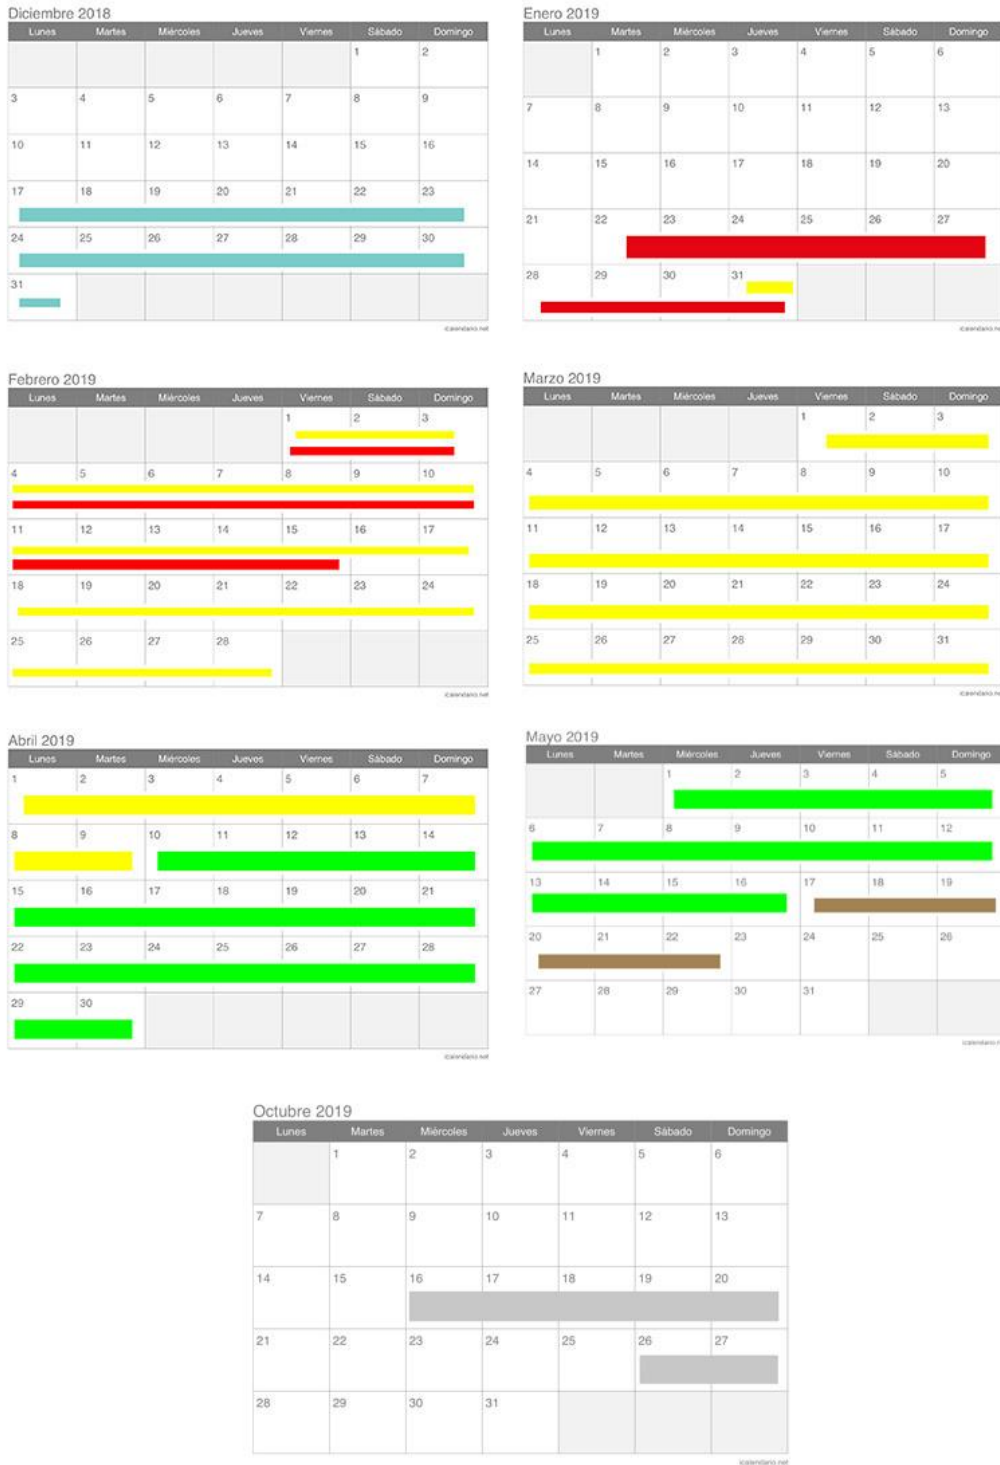 Diciembre 2018
Lunes Martes Miércoles Jueves Viernes Sábado Domingo
1 2
3 4 5 6 7 8 9
10 11 12 13 14 15 16
17 18 19 20 21 22 23
24 25 26 27 28 29 30
31
icalendario.net
Enero 2019
Lunes Martes Miércoles Jueves Viernes Sábado Domingo
1 2 3 4 5 6
7 8 9 10 11 12 13
14 15 16 17 18 19 20
21 22 23 24 25 26 27
28 29 30 31
icalendario.ne
Febrero 2019
Lunes Martes Miércoles Jueves Viernes Sábado Domingo
1 2 3
4 5 6 7 8 9 10
11 12 13 14 15 16 17
18 19 20 21 22 23 24
25 26 27 28
icalendario.net
Marzo 2019
Lunes Martes Miércoles Jueves Viernes Sábado Domingo
1 2 3
4 5 6 7 8 9 10
11 12 13 14 15 16 17
18 19 20 21 22 23 24
25 26 27 28 29 30 31
icalendario.ne
Abril 2019
Lunes Martes Miércoles Jueves Viernes Sábado Domingo
1 2 3 4 5 6 7
8 9 10 11 12 13 14
15 16 17 18 19 20 21
22 23 24 25 26 27 28
29 30
icalendario.net
Mayo 2019
Lunes Martes Miércoles Jueves Viernes Sábado Domingo
1 2 3 4 5
6 7 8 9 10 11 12
13 14 15 16 17 18 19
20 21 22 23 24 25 26
27 28 29 30 31
icalendario.n
Octubre 2019
Lunes Martes Miércoles Jueves Viernes Sábado Domingo
1 2 3 4 5 6
7 8 9 10 11 12 13
14 15 16 17 18 19 20
21 22 23 24 25 26 27
28 29 30 31
icalendario.net